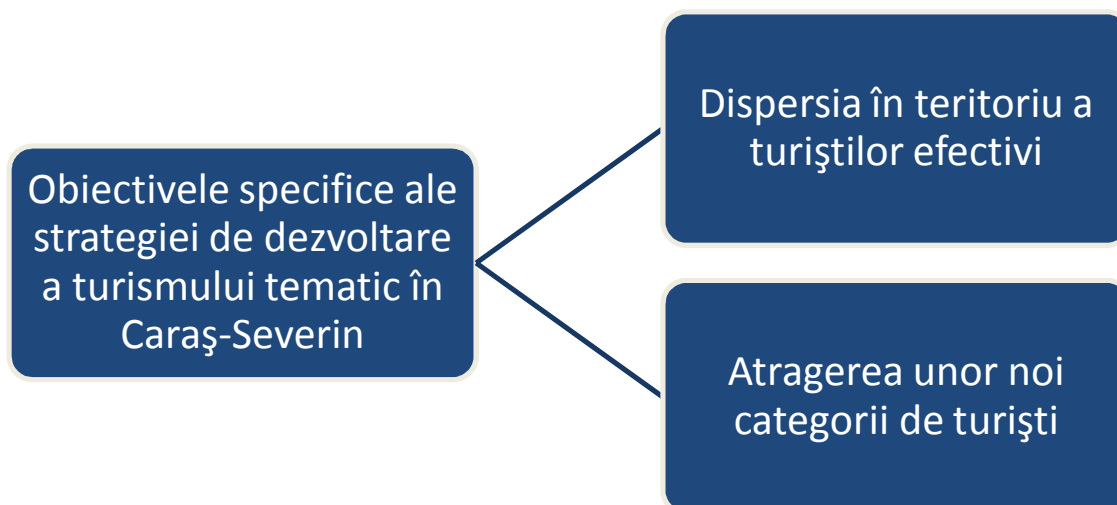 Obiectivele specifice ale
strategiei de dezvoltare
a turismului tematic în
Caraş-Severin
Dispersia în teritoriu a
turiştilor efectivi
Atragerea unor noi
categorii de turişti